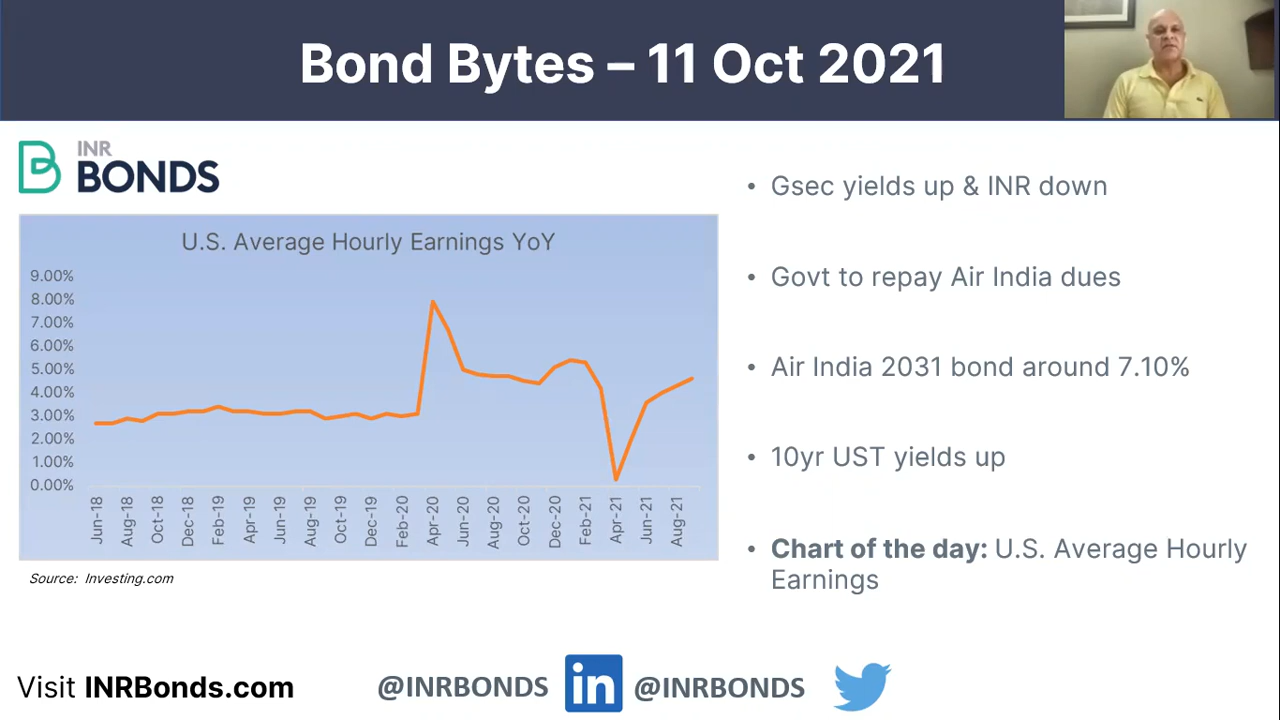 Bond Bytes – 11 Oct 2021
INR
BONDS
U.S. Average Hourly Earnings YoY
9.00%
8.00%
7.00%
6.00%
5.00%
4.00%
3.00%
2.00%
1.00%
0.00%
Jun-18
Aug-18
Oct-18
Dec-18
Feb-19
Apr-19
Jun-19
Aug-19
Oct-19
Dec-19
Feb-20
Apr-20
Jun-20
Aug-20
Oct-20
Dec-20
Feb-21
Apr-21
Jun-21
Aug-21
Source: Investing.com
• Gsec yields up & INR down
• Govt to repay Air India dues
• Air India 2031 bond around 7.10%
• 10yr UST yields up
• Chart of the day: U.S. Average Hourly
Earnings
Visit INRBonds.com
@INRBONDS
in
@INRBONDS